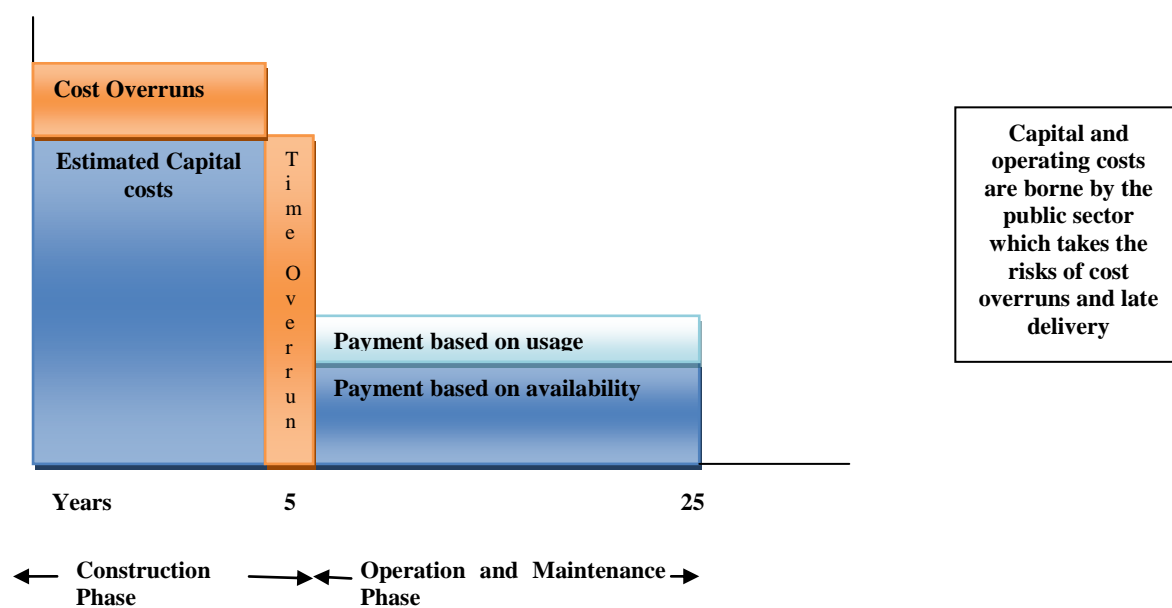 Cost Overruns
Estimated Capital
costs
Time Overrun
Payment based on usage
Payment based on availability
Capital and
operating costs
are borne by the
public sector
which takes the
risks of cost
overruns and late
delivery
Years 5 25
Construction
Phase
Operation and Maintenance
Phase